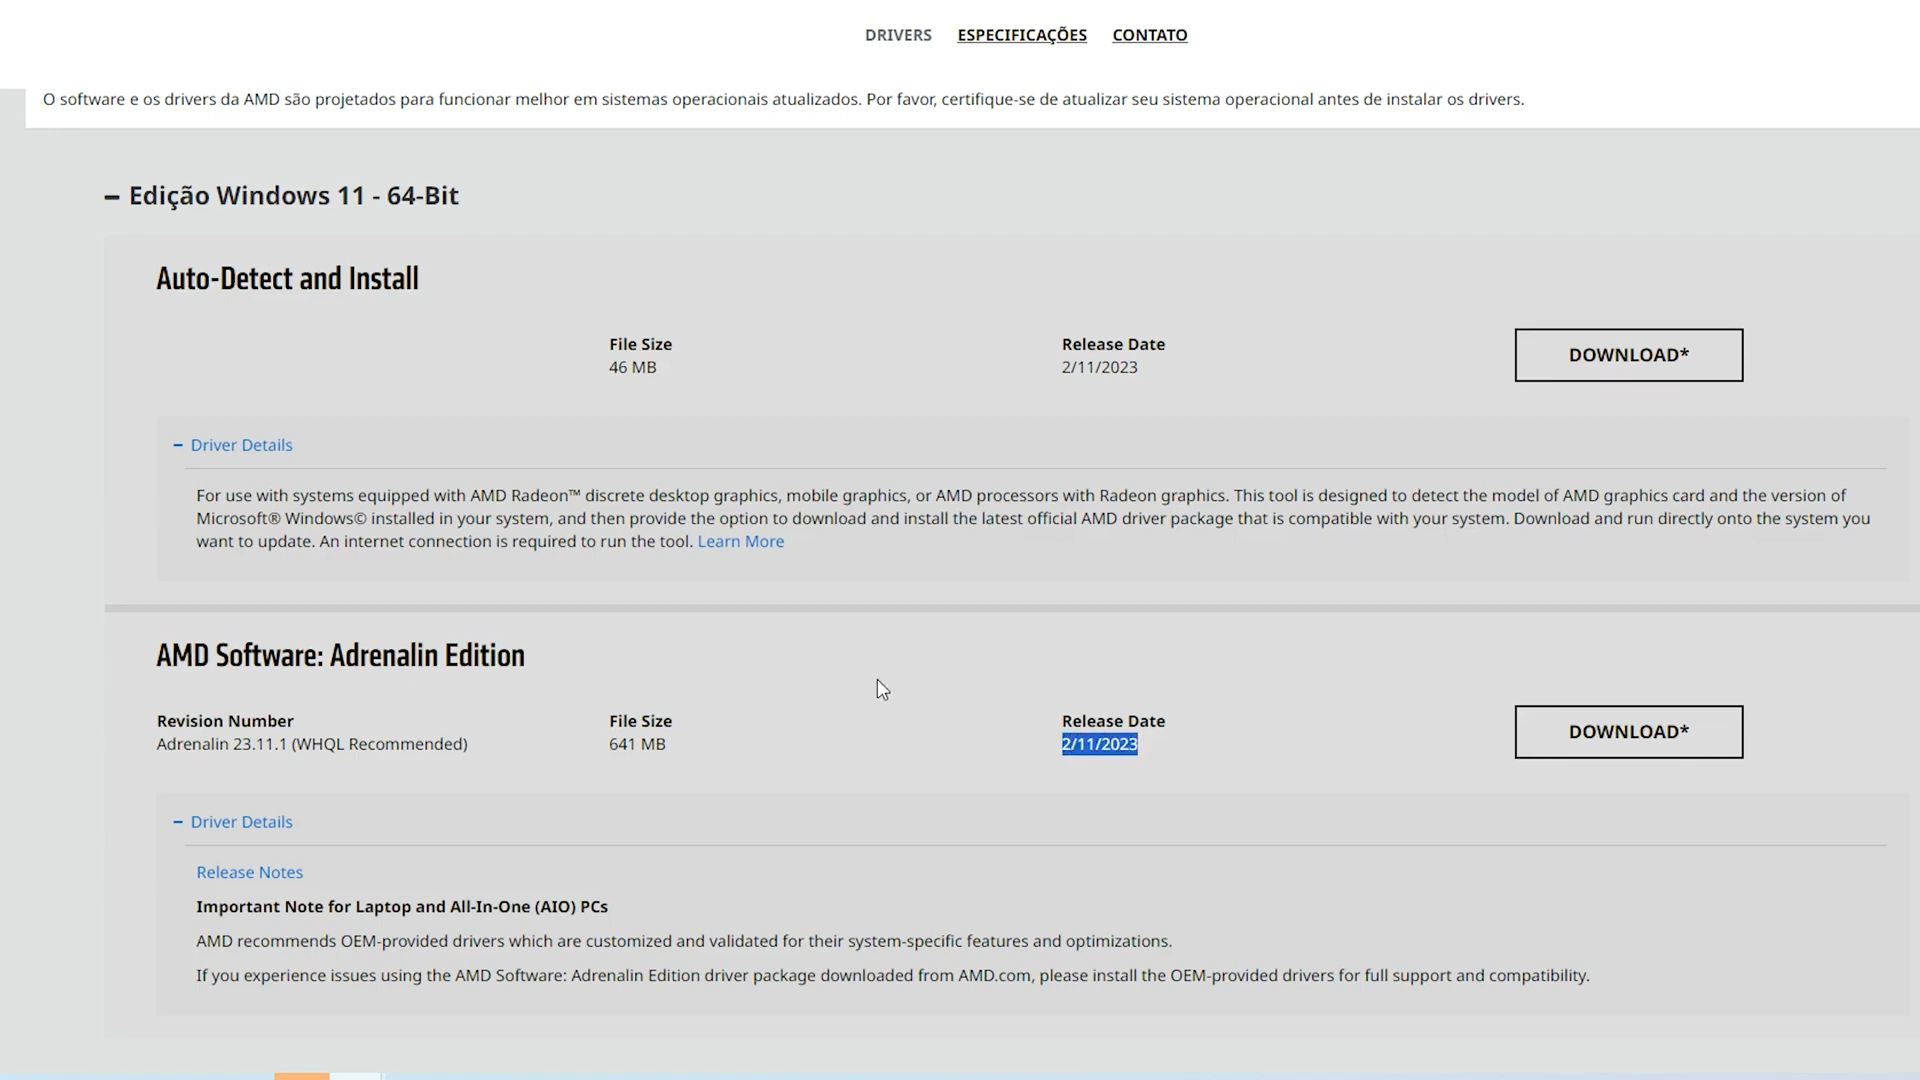 DRIVERS ESPECIFICAÇÕES CONTATO
O software e os drivers da AMD são projetados para funcionar melhor em sistemas operacionais atualizados. Por favor, certifique-se de atualizar seu sistema operacional antes de instalar os drivers.
– Edição Windows 11 - 64-Bit
Auto-Detect and Install
File Size
46 MB
Release Date
2/11/2023
DOWNLOAD*
– Driver Details
For use with systems equipped with AMD Radeon™ discrete desktop graphics, mobile graphics, or AMD processors with Radeon graphics. This tool is designed to detect the model of AMD graphics card and the version of
Microsoft® Windows© installed in your system, and then provide the option to download and install the latest official AMD driver package that is compatible with your system. Download and run directly onto the system you
want to update. An internet connection is required to run the tool. Learn More
AMD Software: Adrenalin Edition
Revision Number
Adrenalin 23.11.1 (WHQL Recommended)
File Size
641 MB
Release Date
2/11/2023
DOWNLOAD*
– Driver Details
Release Notes
Important Note for Laptop and All-In-One (AIO) PCs
AMD recommends OEM-provided drivers which are customized and validated for their system-specific features and optimizations.
If you experience issues using the AMD Software: Adrenalin Edition driver package downloaded from AMD.com, please install the OEM-provided drivers for full support and compatibility.